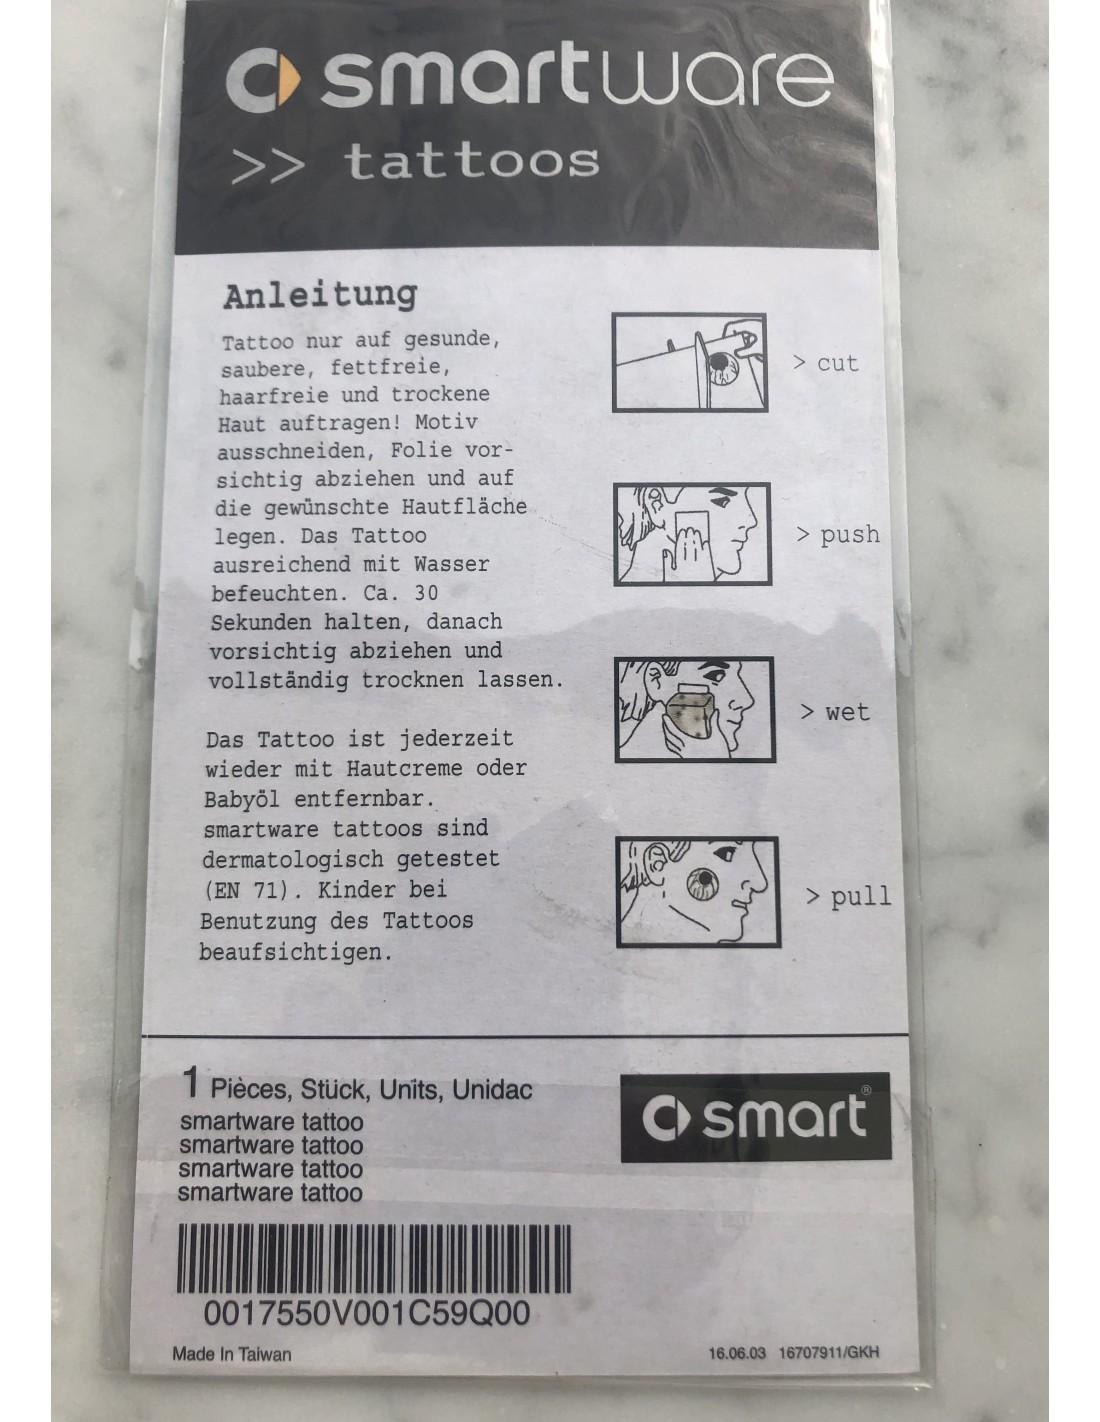 smartware
>> tattoos
Anleitung
Tattoo nur auf gesunde,
saubere, fettfreie,
haarfreie und trockene
Haut auftragen! Motiv
ausschneiden, Folie vor-
sichtig abziehen und auf
die gewünschte Hautfläche
legen. Das Tattoo
ausreichend mit Wasser
befeuchten. Ca. 30
Sekunden halten, danach
vorsichtig abziehen und
vollständig trocknen lassen.
Das Tattoo ist jederzeit
wieder mit Hautcreme oder
Babyöl entfernbar.
smartware tattoos sind
dermatologisch getestet
(EN 71). Kinder bei
Benutzung des Tattoos
beaufsichtigen.
> cut
> push
> wet
> pull
1 Pièces, Stück, Units, Unidac
smartware tattoo
smartware tattoo
smartware tattoo
smartware tattoo
smart®
0017550V001C59Q00
Made In Taiwan
16.06.03 16707911/GKH